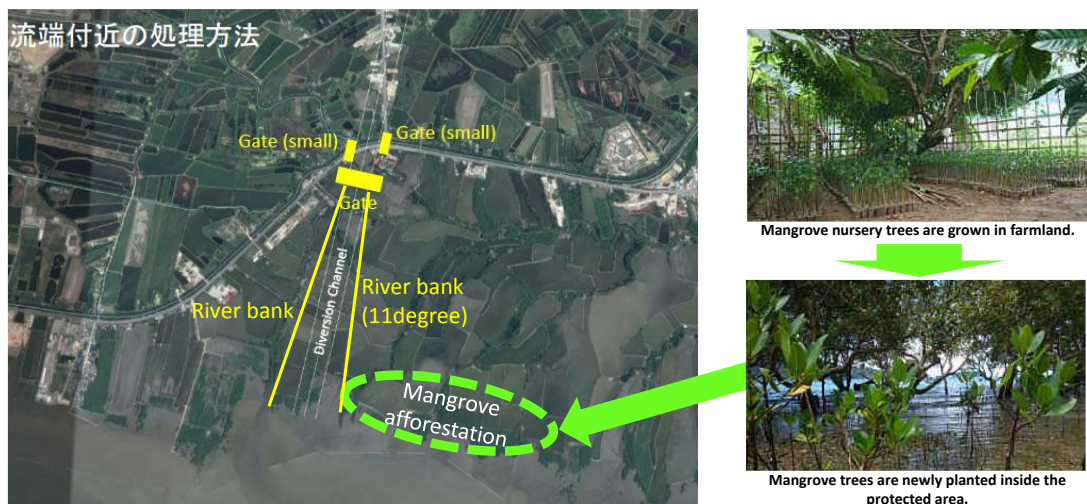 流端付近の処理方法
Gate (small)
Gate (small)
Gate
River bank
Diversion Channel
River bank
(11degree)
Mangrove
afforestation
Mangrove nursery trees are grown in farmland.
Mangrove trees are newly planted inside the
protected area.